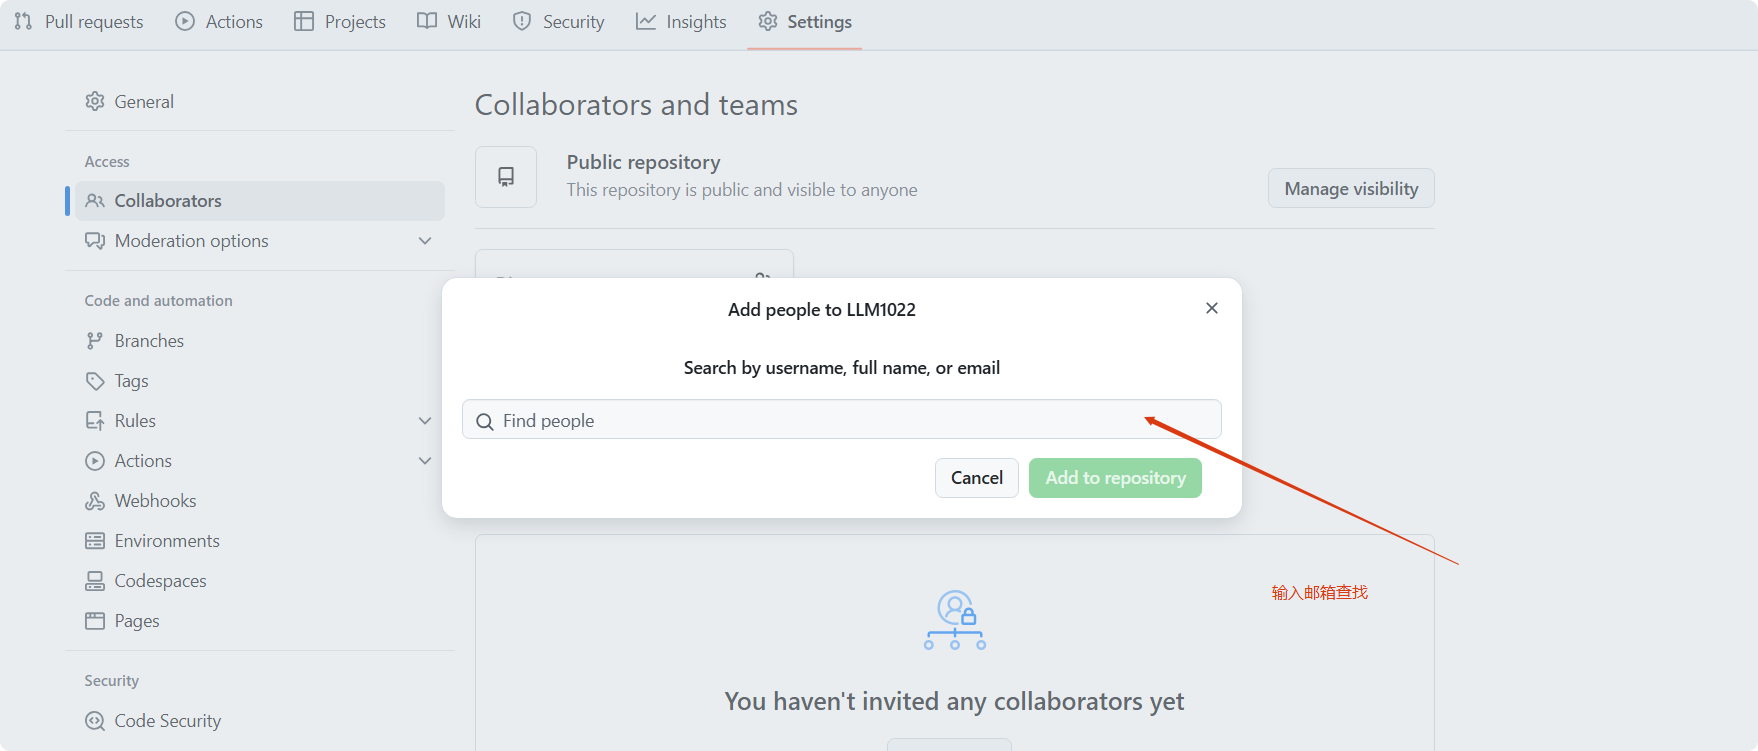 Pull requests
Actions
Projects
Wiki
Security
Insights
Settings
General
Access
Collaborators
Moderation options
Code and automation
Branches
Tags
Rules
Actions
Webhooks
Environments
Codespaces
Pages
Security
Code Security
Collaborators and teams
Public repository
This repository is public and visible to anyone
Manage visibility
Add people to LLM1022
Search by username, full name, or email
Find people
Cancel
Add to repository
输入邮箱查找
You haven't invited any collaborators yet